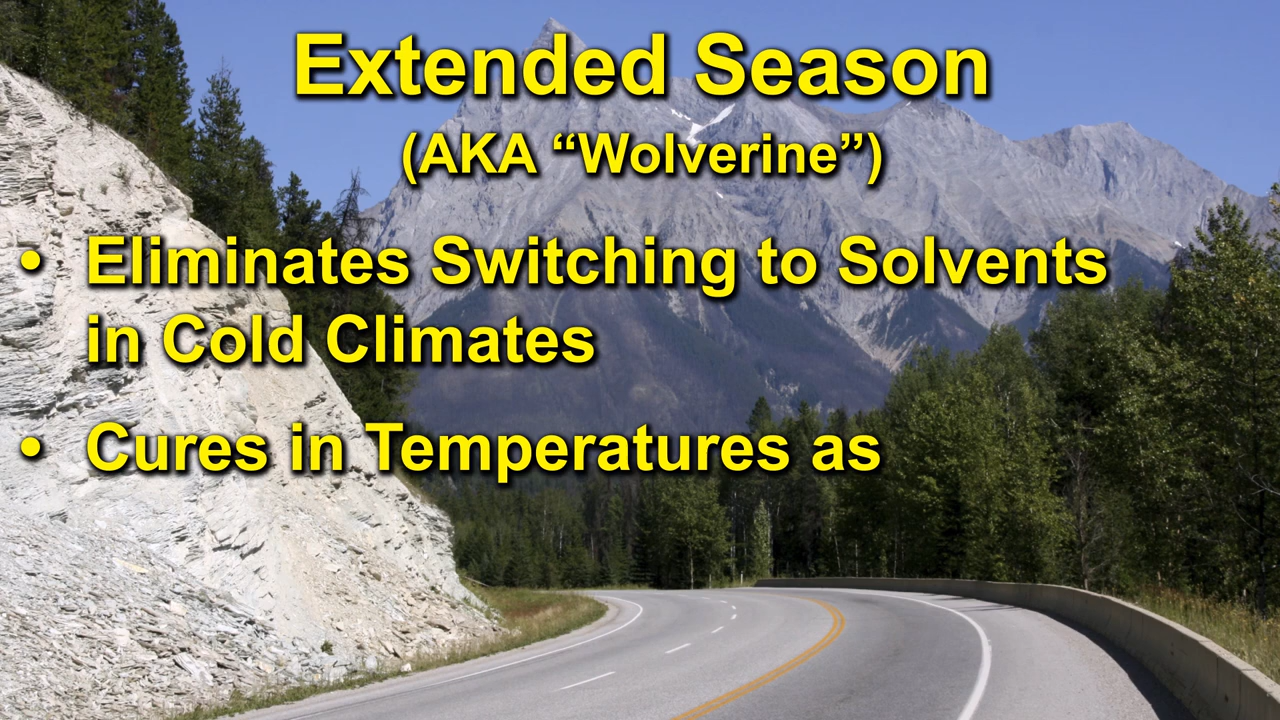 Extended Season
(AKA “Wolverine”)
• Eliminates Switching to Solvents
in Cold Climates
• Cures in Temperatures as